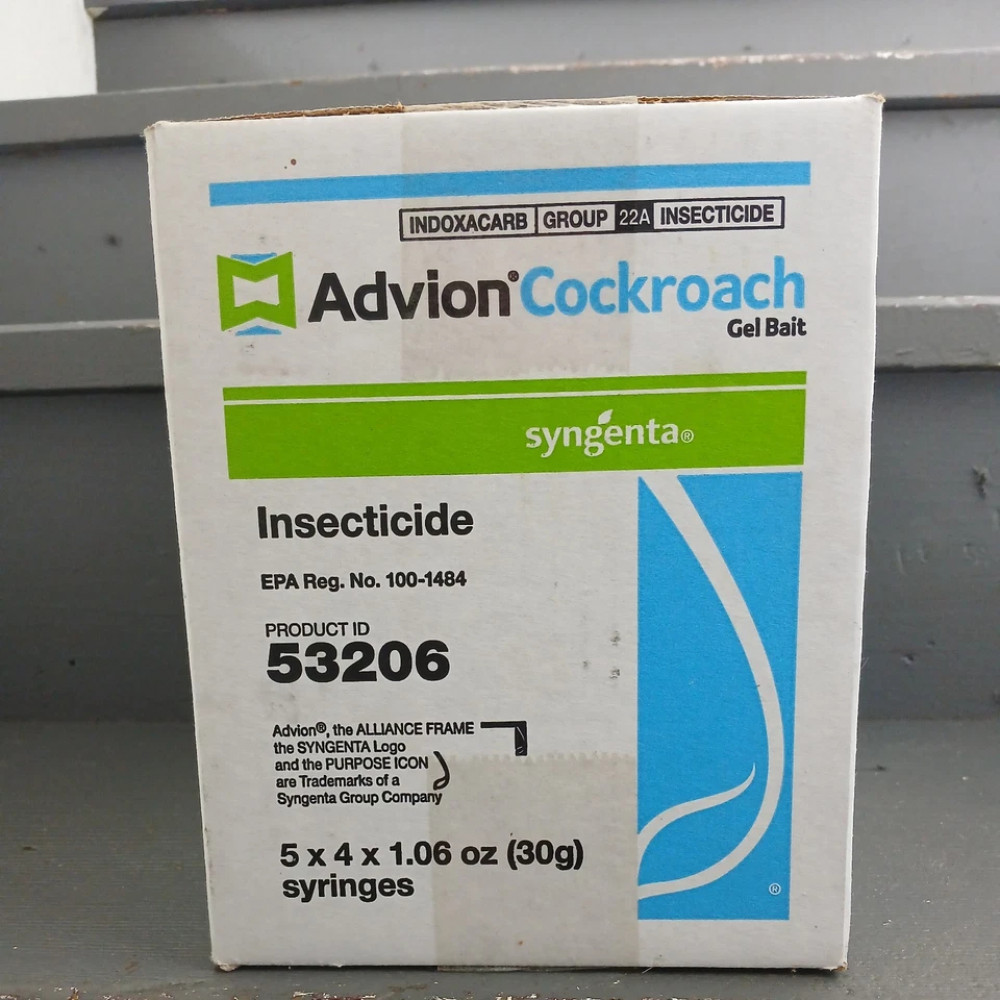 INDOXACARB GROUP 22A INSECTICIDE
Advion® Cockroach
Gel Bait
syngenta®
Insecticide
EPA Reg. No. 100-1484
PRODUCT ID
53206
Advion®, the ALLIANCE FRAME
the SYNGENTA Logo
and the PURPOSE ICON
are Trademarks of a
Syngenta Group Company
5 x 4 x 1.06 oz (30g)
syringes
®